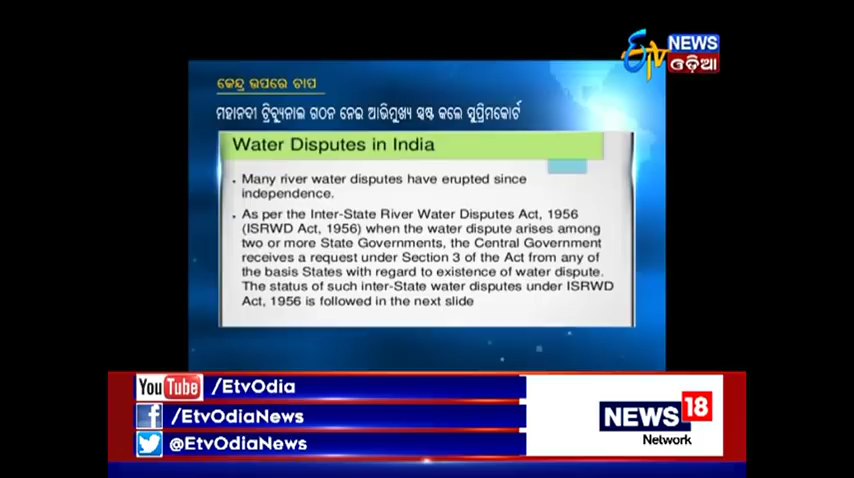 ETV NEWS
ଓଡ଼ିଆ
କେନ୍ଦ୍ର ଉପରେ ଚାପ
ମହାନଦୀ ଟ୍ରିବ୍ୟୁନାଲ ଗଠନ ନେଇ ଆଭିମୁଖ୍ୟ ସ୍ପଷ୍ଟ କଲେ ସୁପ୍ରିମକୋର୍ଟ
Water Disputes in India
• Many river water disputes have erupted since
independence.
• As per the Inter-State River Water Disputes Act, 1956
(ISRWD Act, 1956) when the water dispute arises among
two or more State Governments, the Central Government
receives a request under Section 3 of the Act from any of
the basis States with regard to existence of water dispute.
The status of such inter-State water disputes under ISRWD
Act, 1956 is followed in the next slide
YouTube /EtvOdia
f /EtvOdiaNews
@EtvOdiaNews
NEWS 18
Network